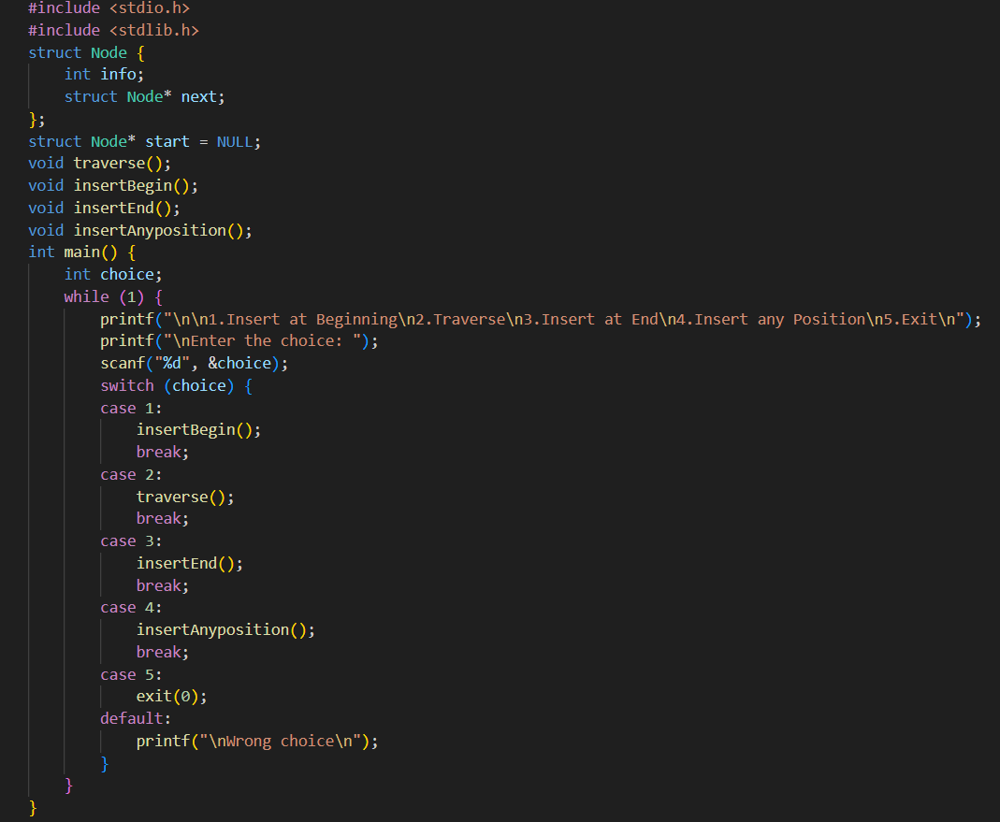 #include <stdio.h>
#include <stdlib.h>
struct Node {
    int info;
    struct Node* next;
};
struct Node* start = NULL;
void traverse();
void insertBegin();
void insertEnd();
void insertAnyposition();
int main() {
    int choice;
    while (1) {
        printf("\n\n1.Insert at Beginning\n2.Traverse\n3.Insert at End\n4.Insert any Position\n5.Exit\n");
        printf("\nEnter the choice: ");
        scanf("%d", &choice);
        switch (choice) {
        case 1:
            insertBegin();
            break;
        case 2:
            traverse();
            break;
        case 3:
            insertEnd();
            break;
        case 4:
            insertAnyposition();
            break;
        case 5:
            exit(0);
        default:
            printf("\nWrong choice\n");
        }
    }
}